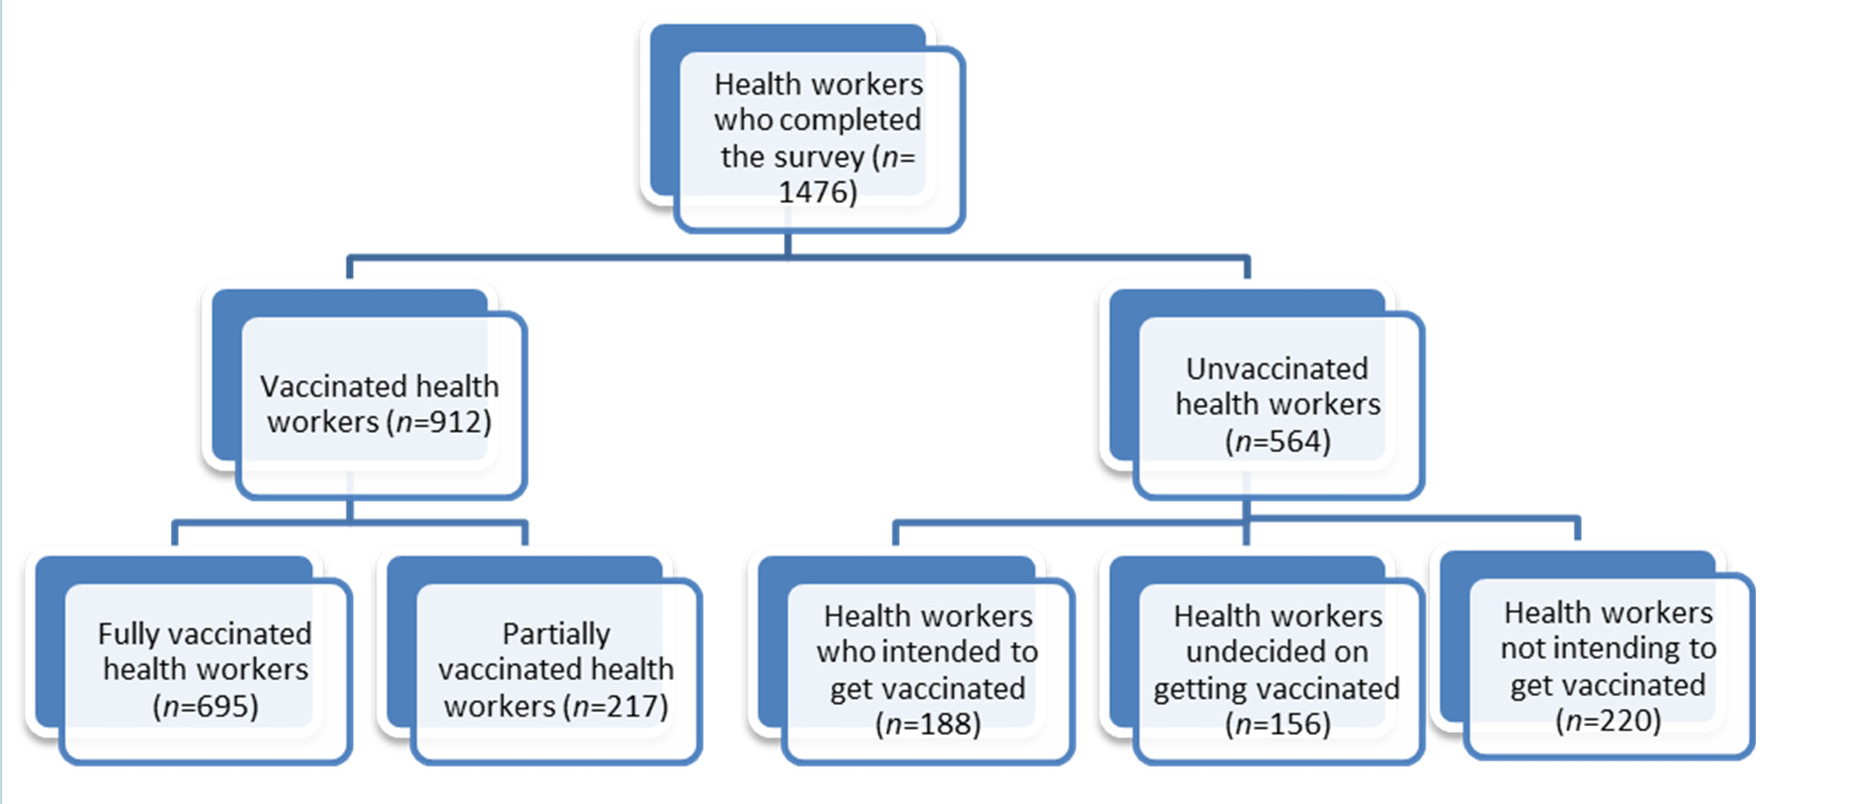 Health workers
who completed
the survey (n=
1476)
Vaccinated health
workers (n=912)
Unvaccinated
health workers
(n=564)
Fully vaccinated
health workers
(n=695)
Partially
vaccinated health
workers (n=217)
Health workers
who intended to
get vaccinated
(n=188)
Health workers
undecided on
getting vaccinated
(n=156)
Health workers
not intending to
get vaccinated
(n=220)